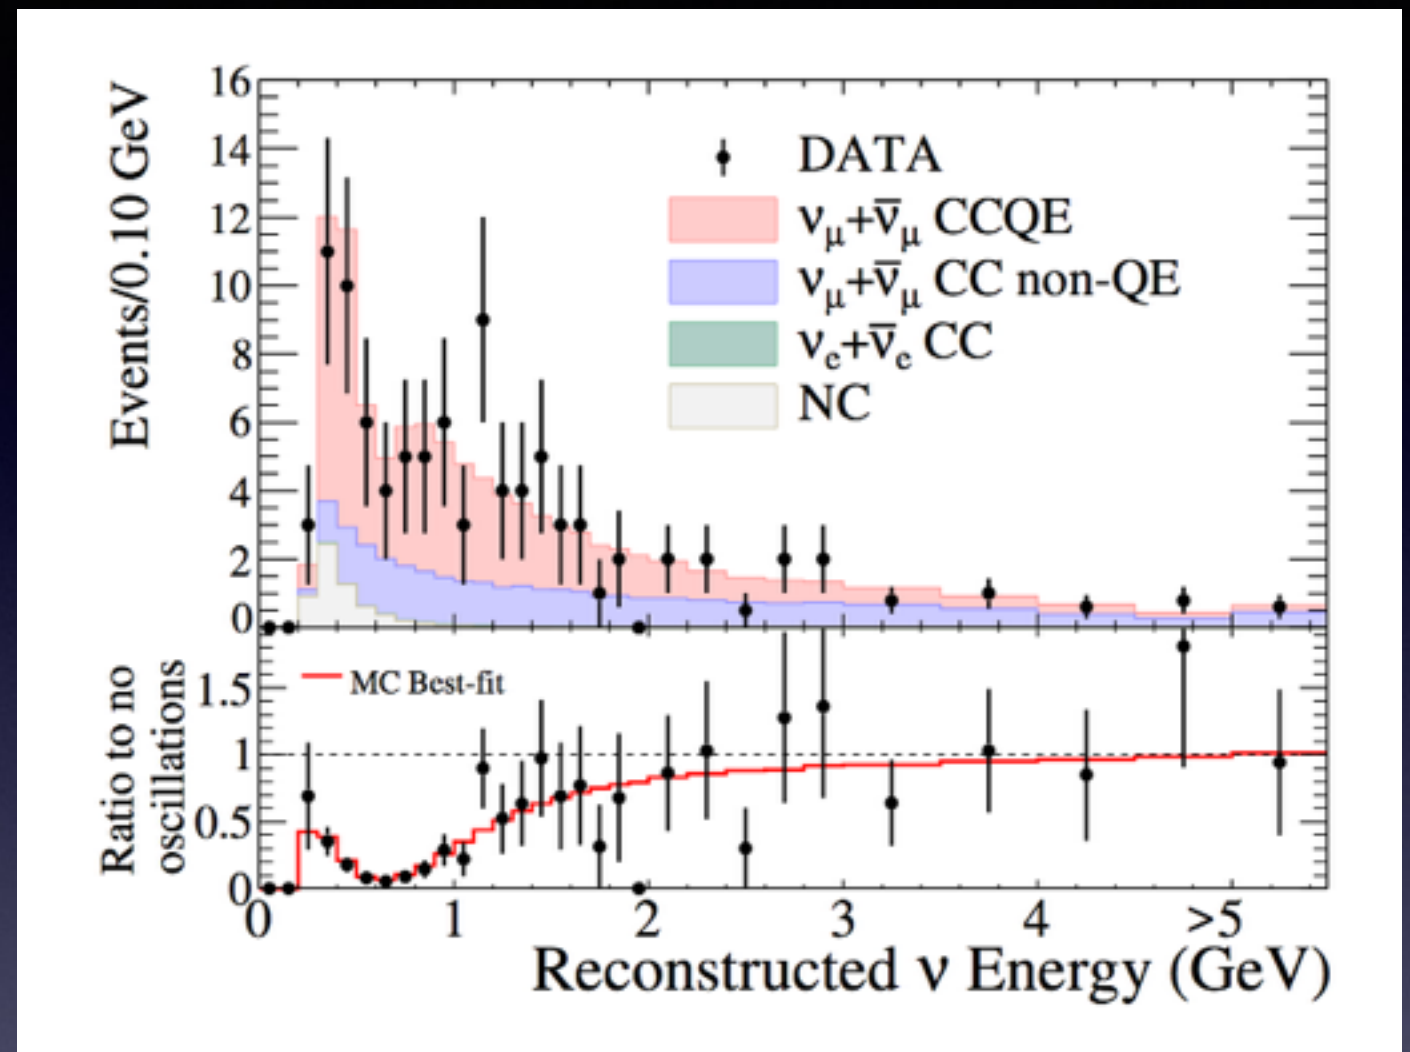 Events/0.10 GeV
16
14
12
10
8
6
4
2
0
DATA
νμ+ν̅μ CCQE
νμ+ν̅μ CC non-QE
νe+ν̅e CC
NC
Ratio to no
oscillations
1.5
1
0.5
0
MC Best-fit
0 1 2 3 4 >5
Reconstructed ν Energy (GeV)